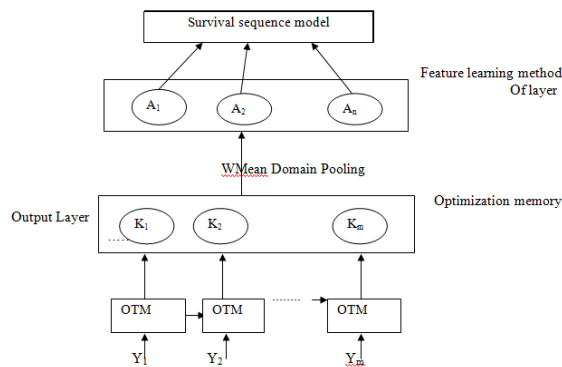 Survival sequence model
Feature learning method
Of layer
A1 A2 An
WMean Domain Pooling
Optimization memory
Output Layer
K1 K2 Km
......
OTM OTM ....... OTM
Y1 Y2 Ym